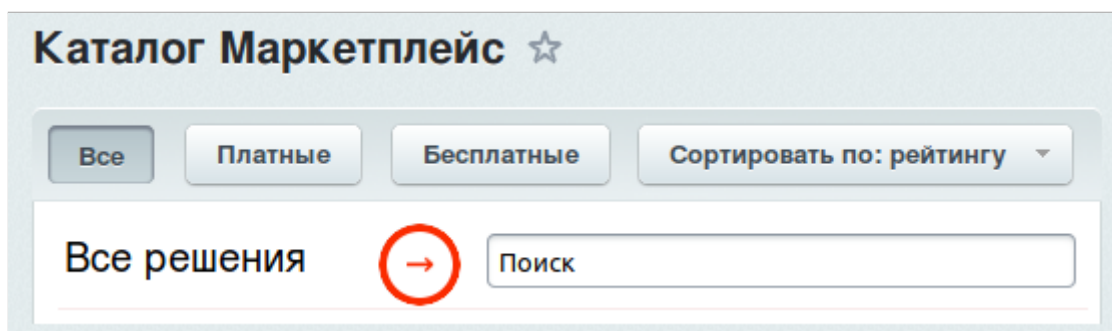 Каталог Маркетплейс
Все Платные Бесплатные Сортировать по: рейтингу
Все решения Поиск